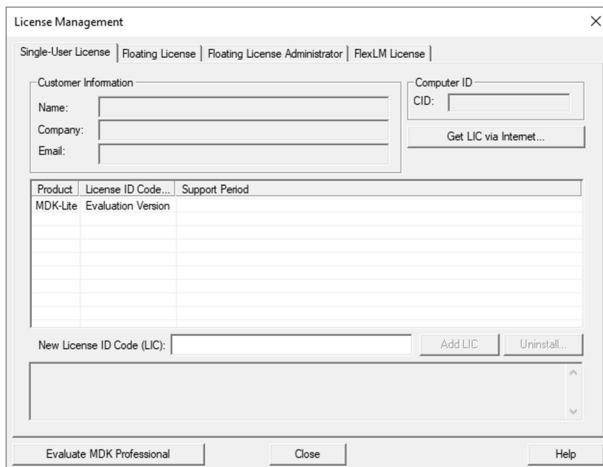 License Management
Single-User License
Floating License
Floating License Administrator
FlexLM License
Customer Information
Name:
Company:
Email:
Computer ID
CID:
Get LIC via Internet...
Product License ID Code... Support Period
MDK-Lite Evaluation Version
New License ID Code (LIC):
Add LIC
Uninstall...
Evaluate MDK Professional
Close
Help